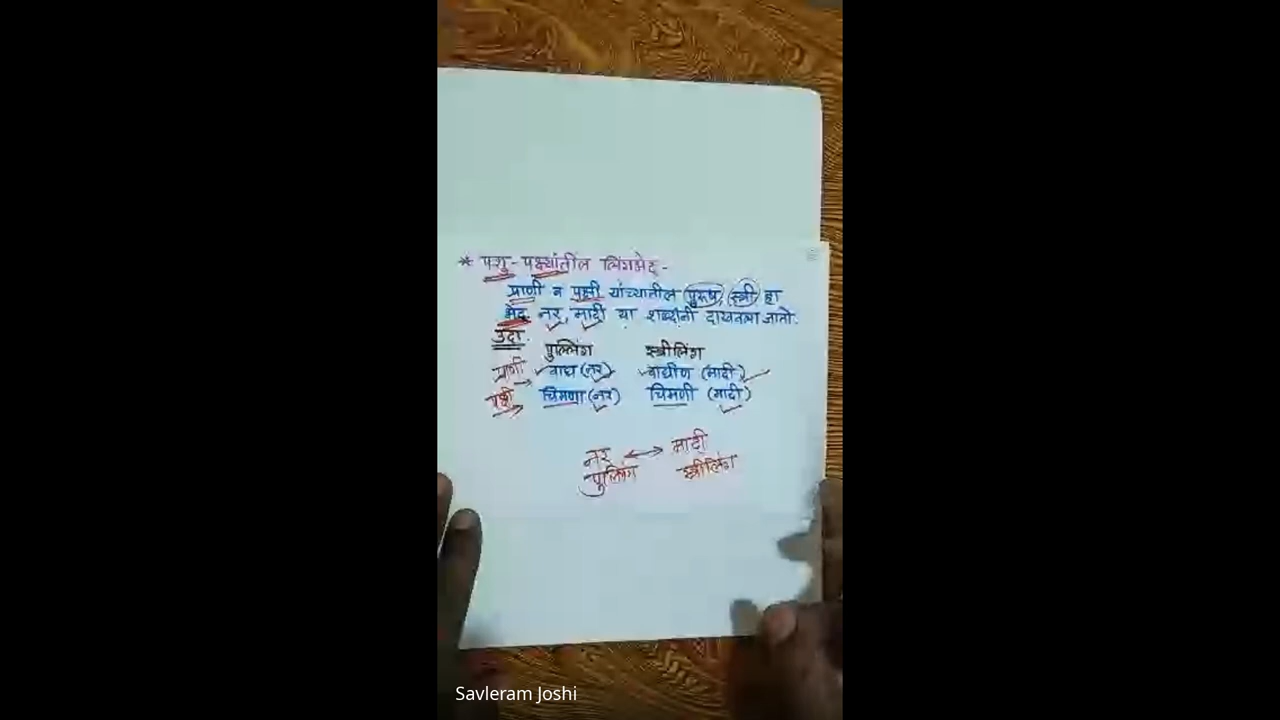 * पशु-पक्ष्यांतील लिंगभेद-
प्राणी व पक्षी यांच्यातील पुरुष, स्त्री हा
भेद नर, मादी या शब्दांनी दाखवला जातो.
उदा.
पुल्लिंग स्त्रीलिंग
प्राणी वाघ (नर) वाघीण (मादी)
पक्षी → चिमणा (नर) चिमणी (मादी)
नर ↔ मादी
पुल्लिंग स्त्रीलिंग
Savleram Joshi